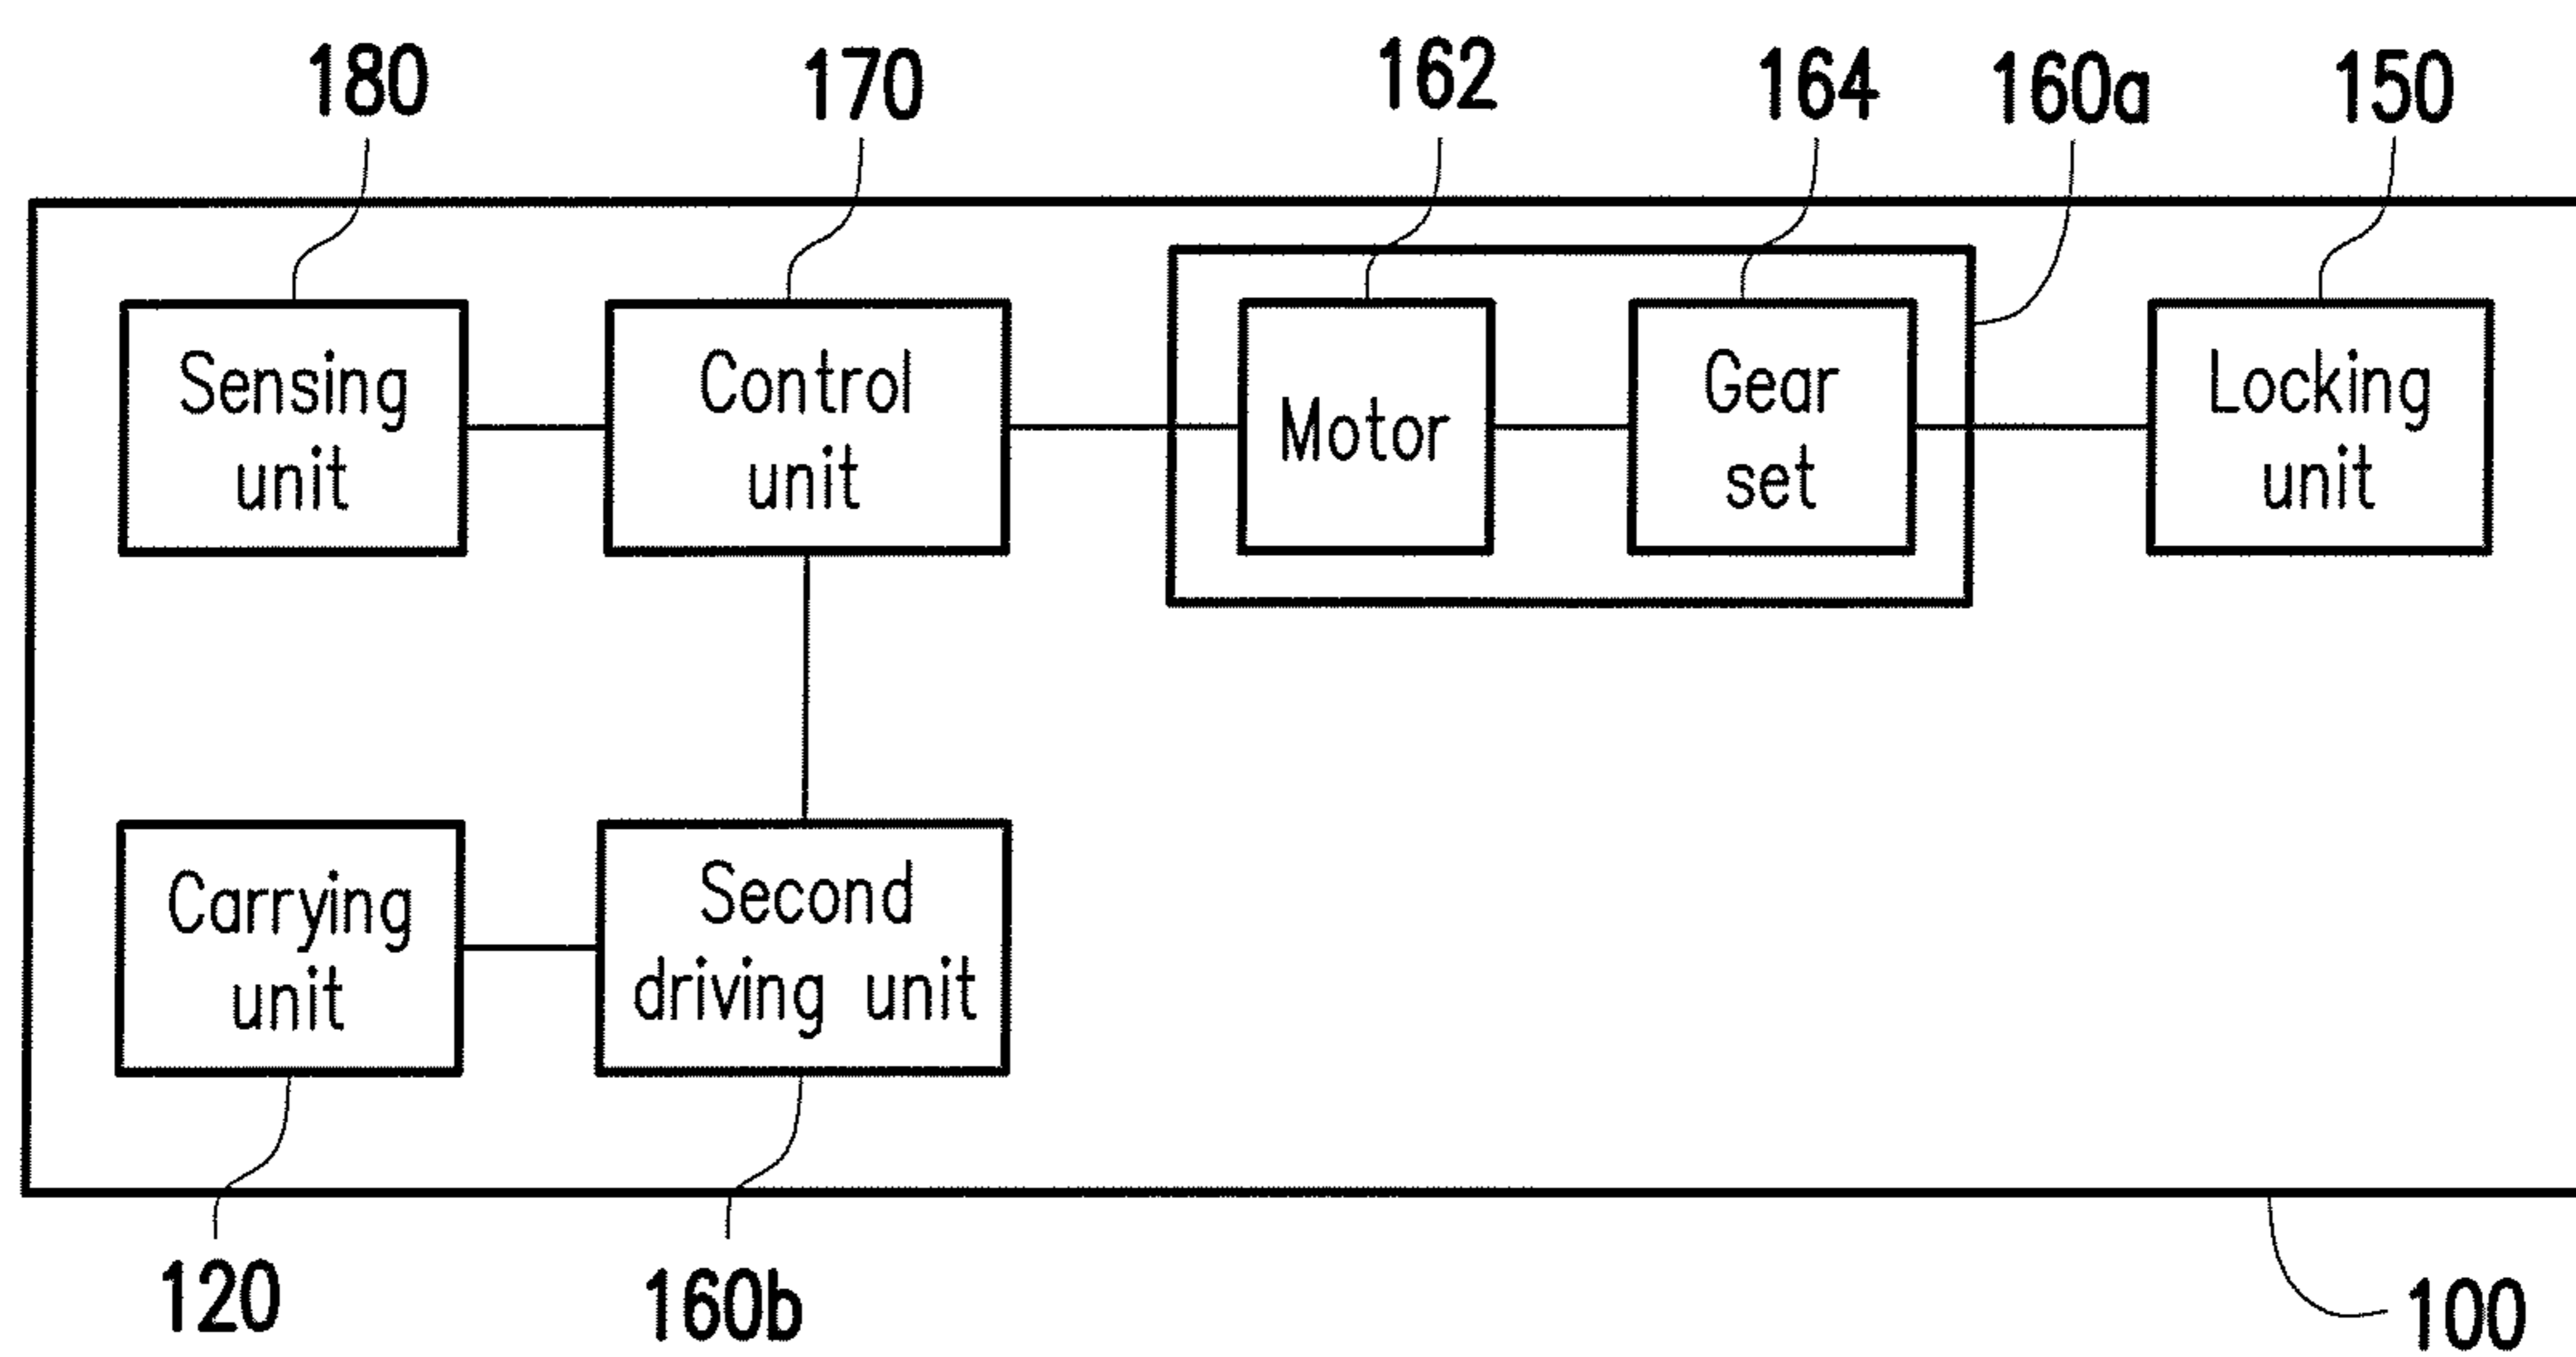 180 170 162 164 160a 150
Sensing
unit
Control
unit
Motor
Gear
set
Locking
unit
Carrying
unit
Second
driving unit
120 160b 100